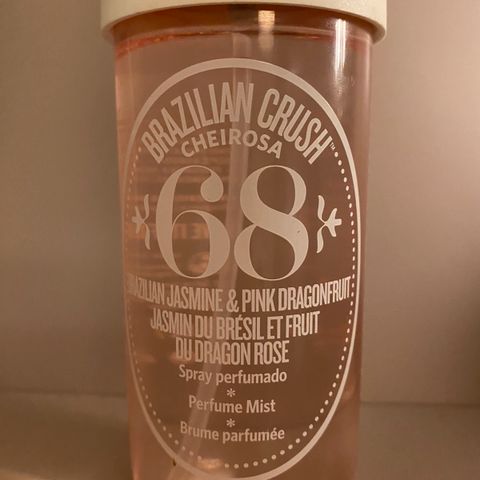 BRAZILIAN CRUSH™
CHEIROSA
68
BRAZILIAN JASMINE & PINK DRAGONFRUIT
JASMIN DU BRÉSIL ET FRUIT
DU DRAGON ROSE
Spray perfumado
*
Perfume Mist
*
Brume parfumée